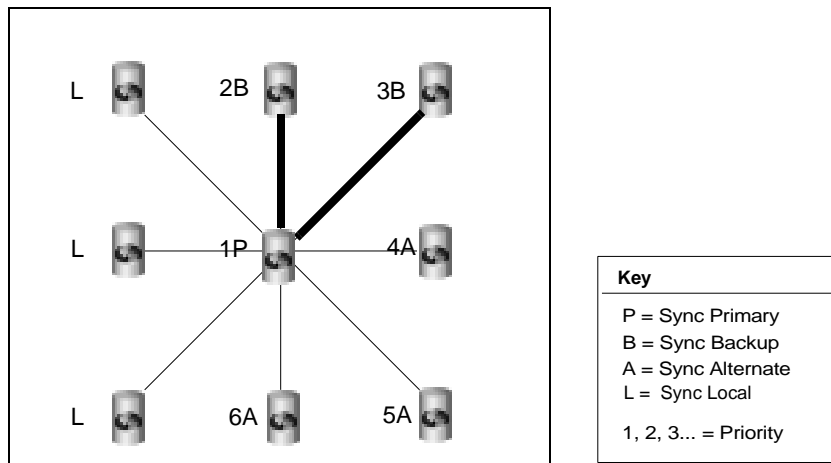 L 2B 3B
L 1P 4A
L 6A 5A
Key
P = Sync Primary
B = Sync Backup
A = Sync Alternate
L = Sync Local
1, 2, 3... = Priority